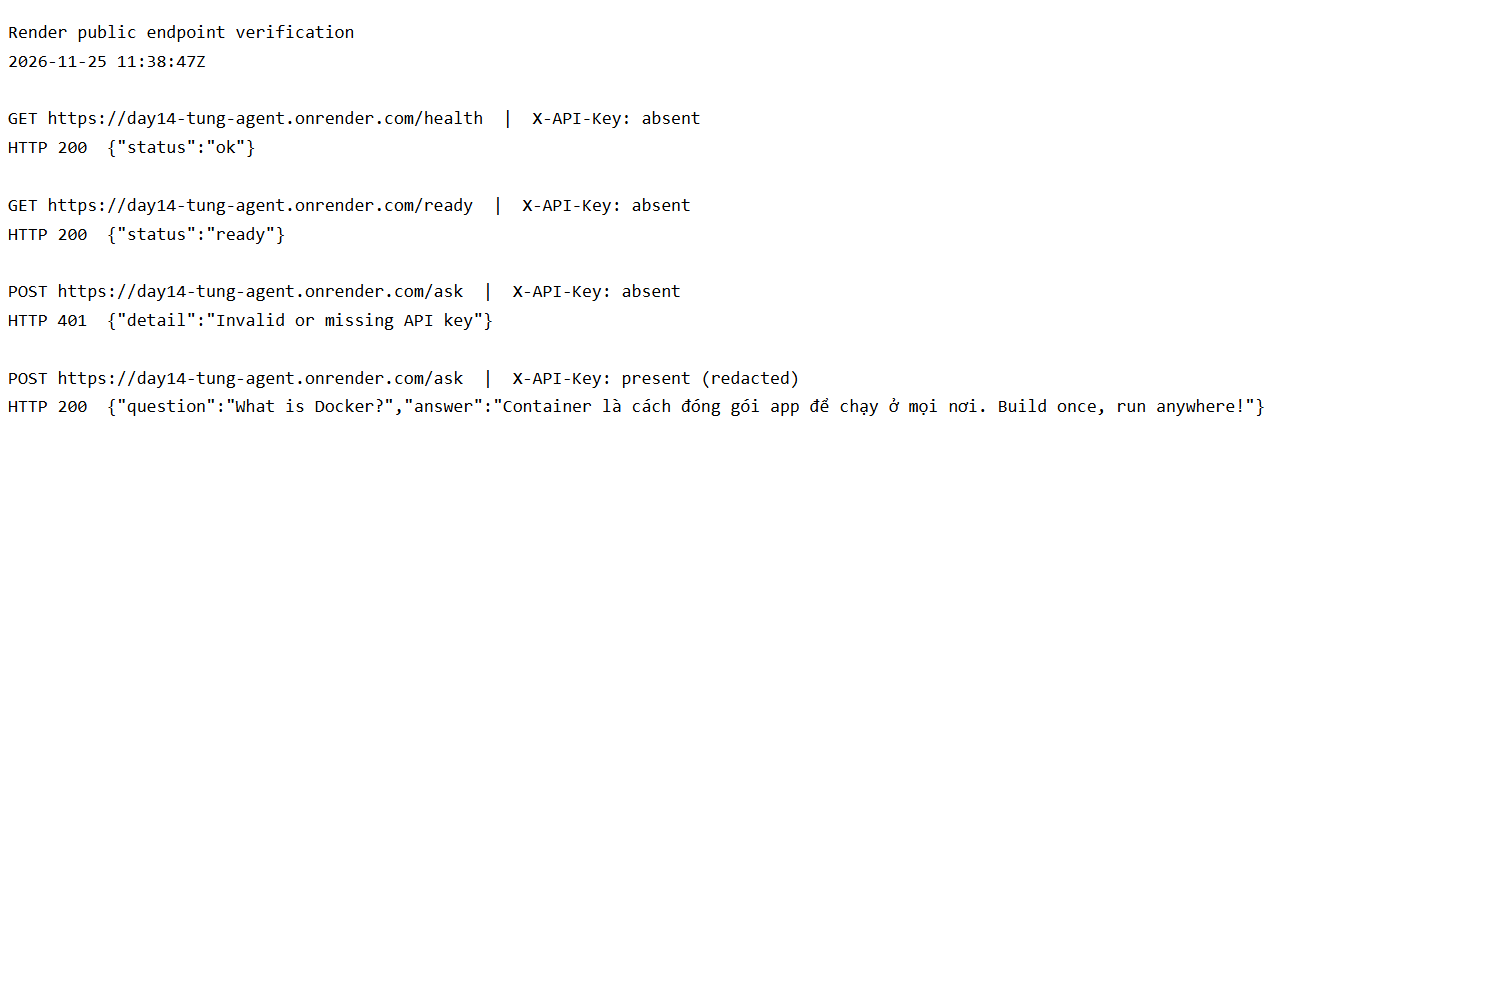 Render public endpoint verification
2026-11-25 11:38:47Z
GET https://day14-tung-agent.onrender.com/health  |  X-API-Key: absent
HTTP 200  {"status":"ok"}
GET https://day14-tung-agent.onrender.com/ready  |  X-API-Key: absent
HTTP 200  {"status":"ready"}
POST https://day14-tung-agent.onrender.com/ask  |  X-API-Key: absent
HTTP 401  {"detail":"Invalid or missing API key"}
POST https://day14-tung-agent.onrender.com/ask  |  X-API-Key: present (redacted)
HTTP 200  {"question":"What is Docker?","answer":"Container là cách đóng gói app để chạy ở mọi nơi. Build once, run anywhere!"}